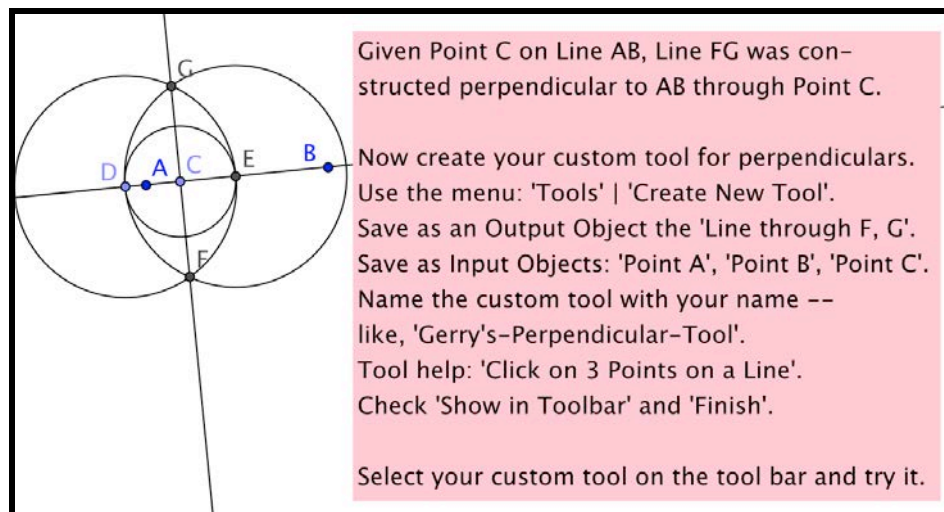 Given Point C on Line AB, Line FG was con-
structed perpendicular to AB through Point C.
Now create your custom tool for perpendiculars.
Use the menu: 'Tools' | 'Create New Tool'.
Save as an Output Object the 'Line through F, G'.
Save as Input Objects: 'Point A', 'Point B', 'Point C'.
Name the custom tool with your name --
like, 'Gerry's-Perpendicular-Tool'.
Tool help: 'Click on 3 Points on a Line'.
Check 'Show in Toolbar' and 'Finish'.
Select your custom tool on the tool bar and try it.
G
D A C E B
F